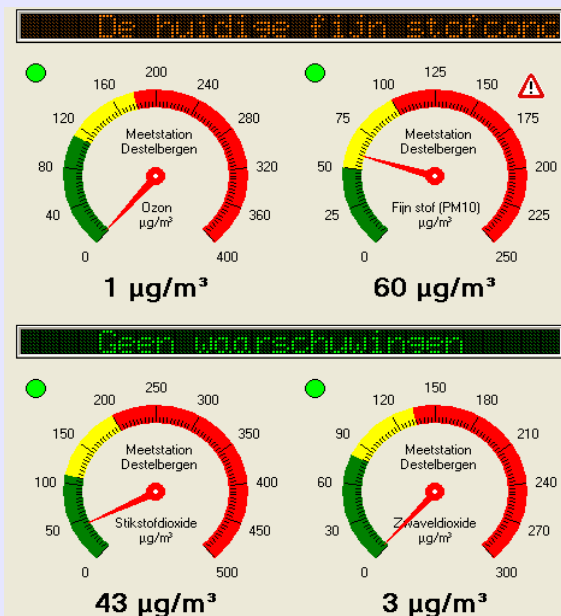 De huidige fijn stofconc
0 40 80 120 160 200 240 280 320 360 400
Meetstation
Destelbergen
Ozon
µg/m³
1 µg/m³
0 25 50 75 100 125 150 175 200 225 250
Meetstation
Destelbergen
Fijn stof (PM10)
µg/m³
60 µg/m³
Geen waarschuwingen
0 50 100 150 200 250 300 350 400 450 500
Meetstation
Destelbergen
Stikstofdioxide
µg/m³
43 µg/m³
0 30 60 90 120 150 180 210 240 270 300
Meetstation
Destelbergen
Zwaveldioxide
µg/m³
3 µg/m³